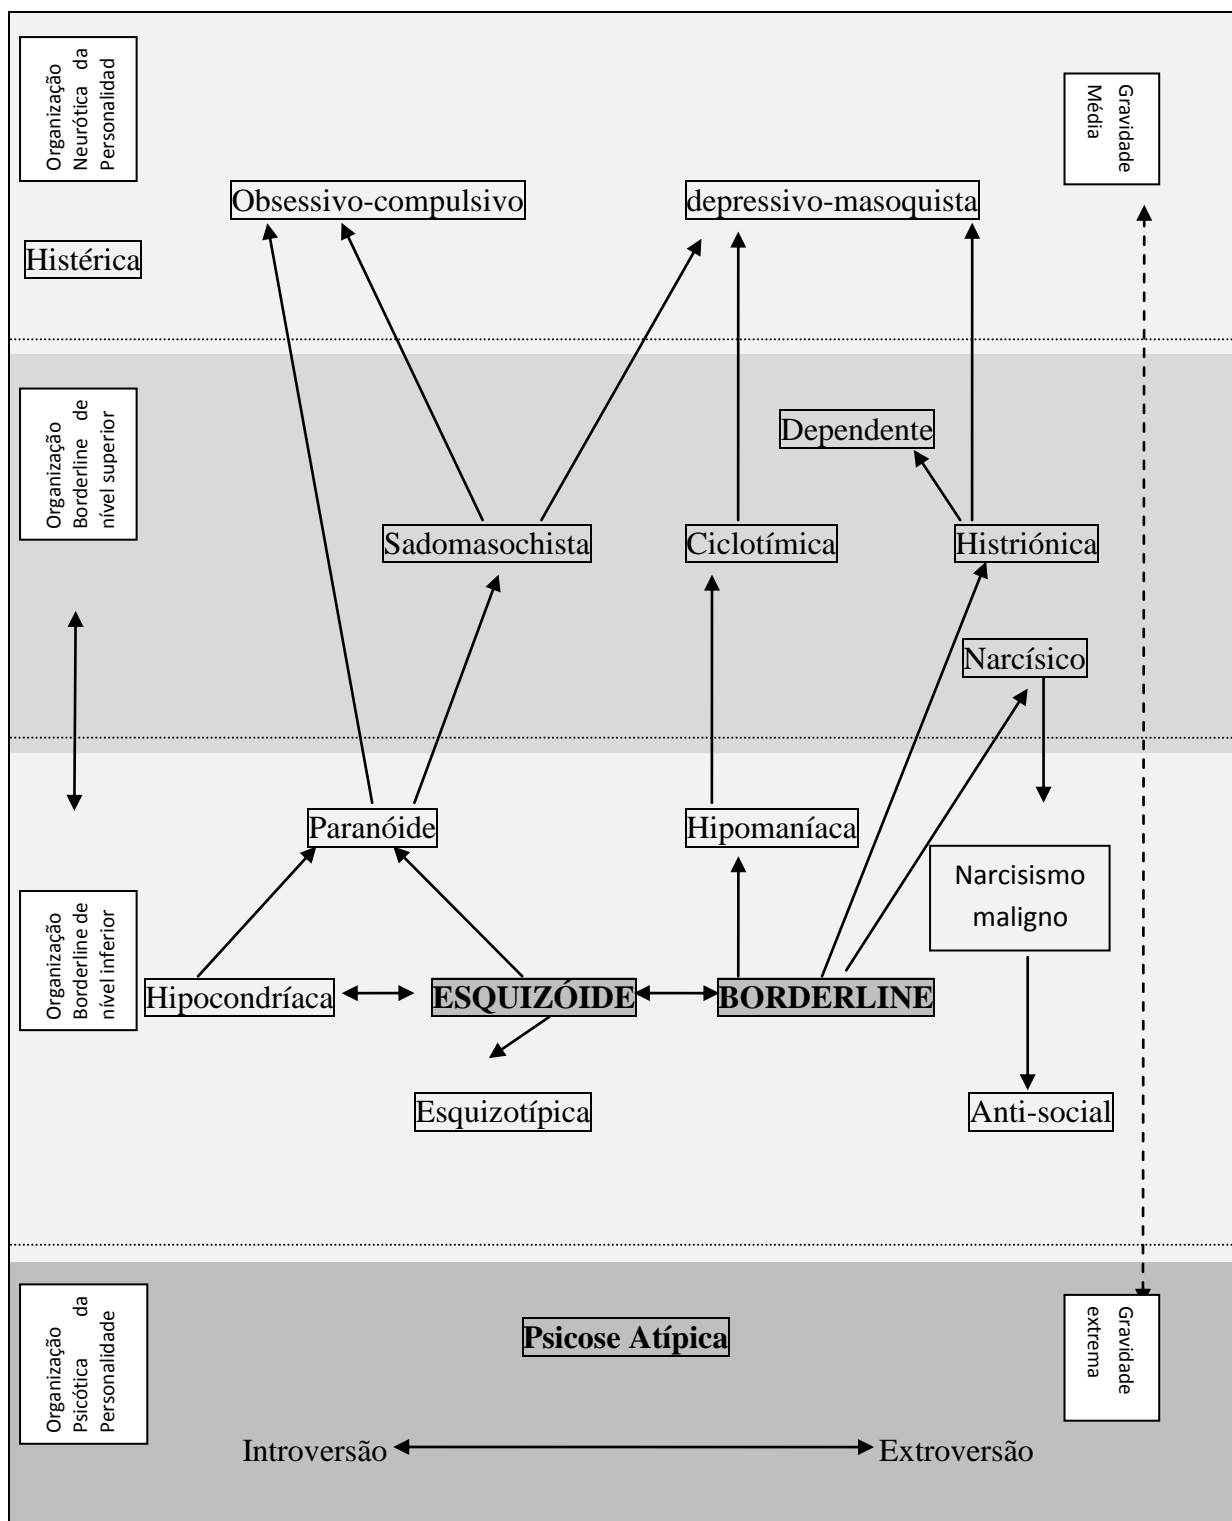 Organização
Neurótica da
Personalidad
Gravidade
Média
Obsessivo-compulsivo
depressivo-masoquista
Histérica
Organização
Borderline de
nível superior
Dependente
Sadomasochista
Ciclotímica
Histriónica
Narcísico
Paranóide
Hipomaníaca
Narcisismo
maligno
Organização
Borderline de
nível inferior
Hipocondríaca
ESQUIZÓIDE
BORDERLINE
Esquizotípica
Anti-social
Organização
Psicótica da
Personalidade
Psicose Atípica
Gravidade
extrema
Introversão
Extroversão